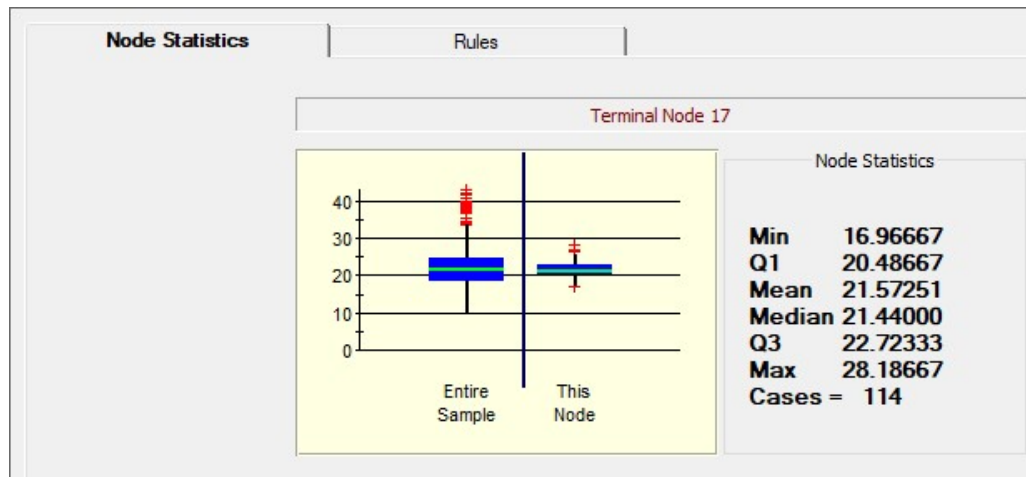 Node Statistics
Rules
Terminal Node 17
40
30
20
10
0
Entire
Sample
This
Node
Node Statistics
Min 16.96667
Q1 20.48667
Mean 21.57251
Median 21.44000
Q3 22.72333
Max 28.18667
Cases = 114